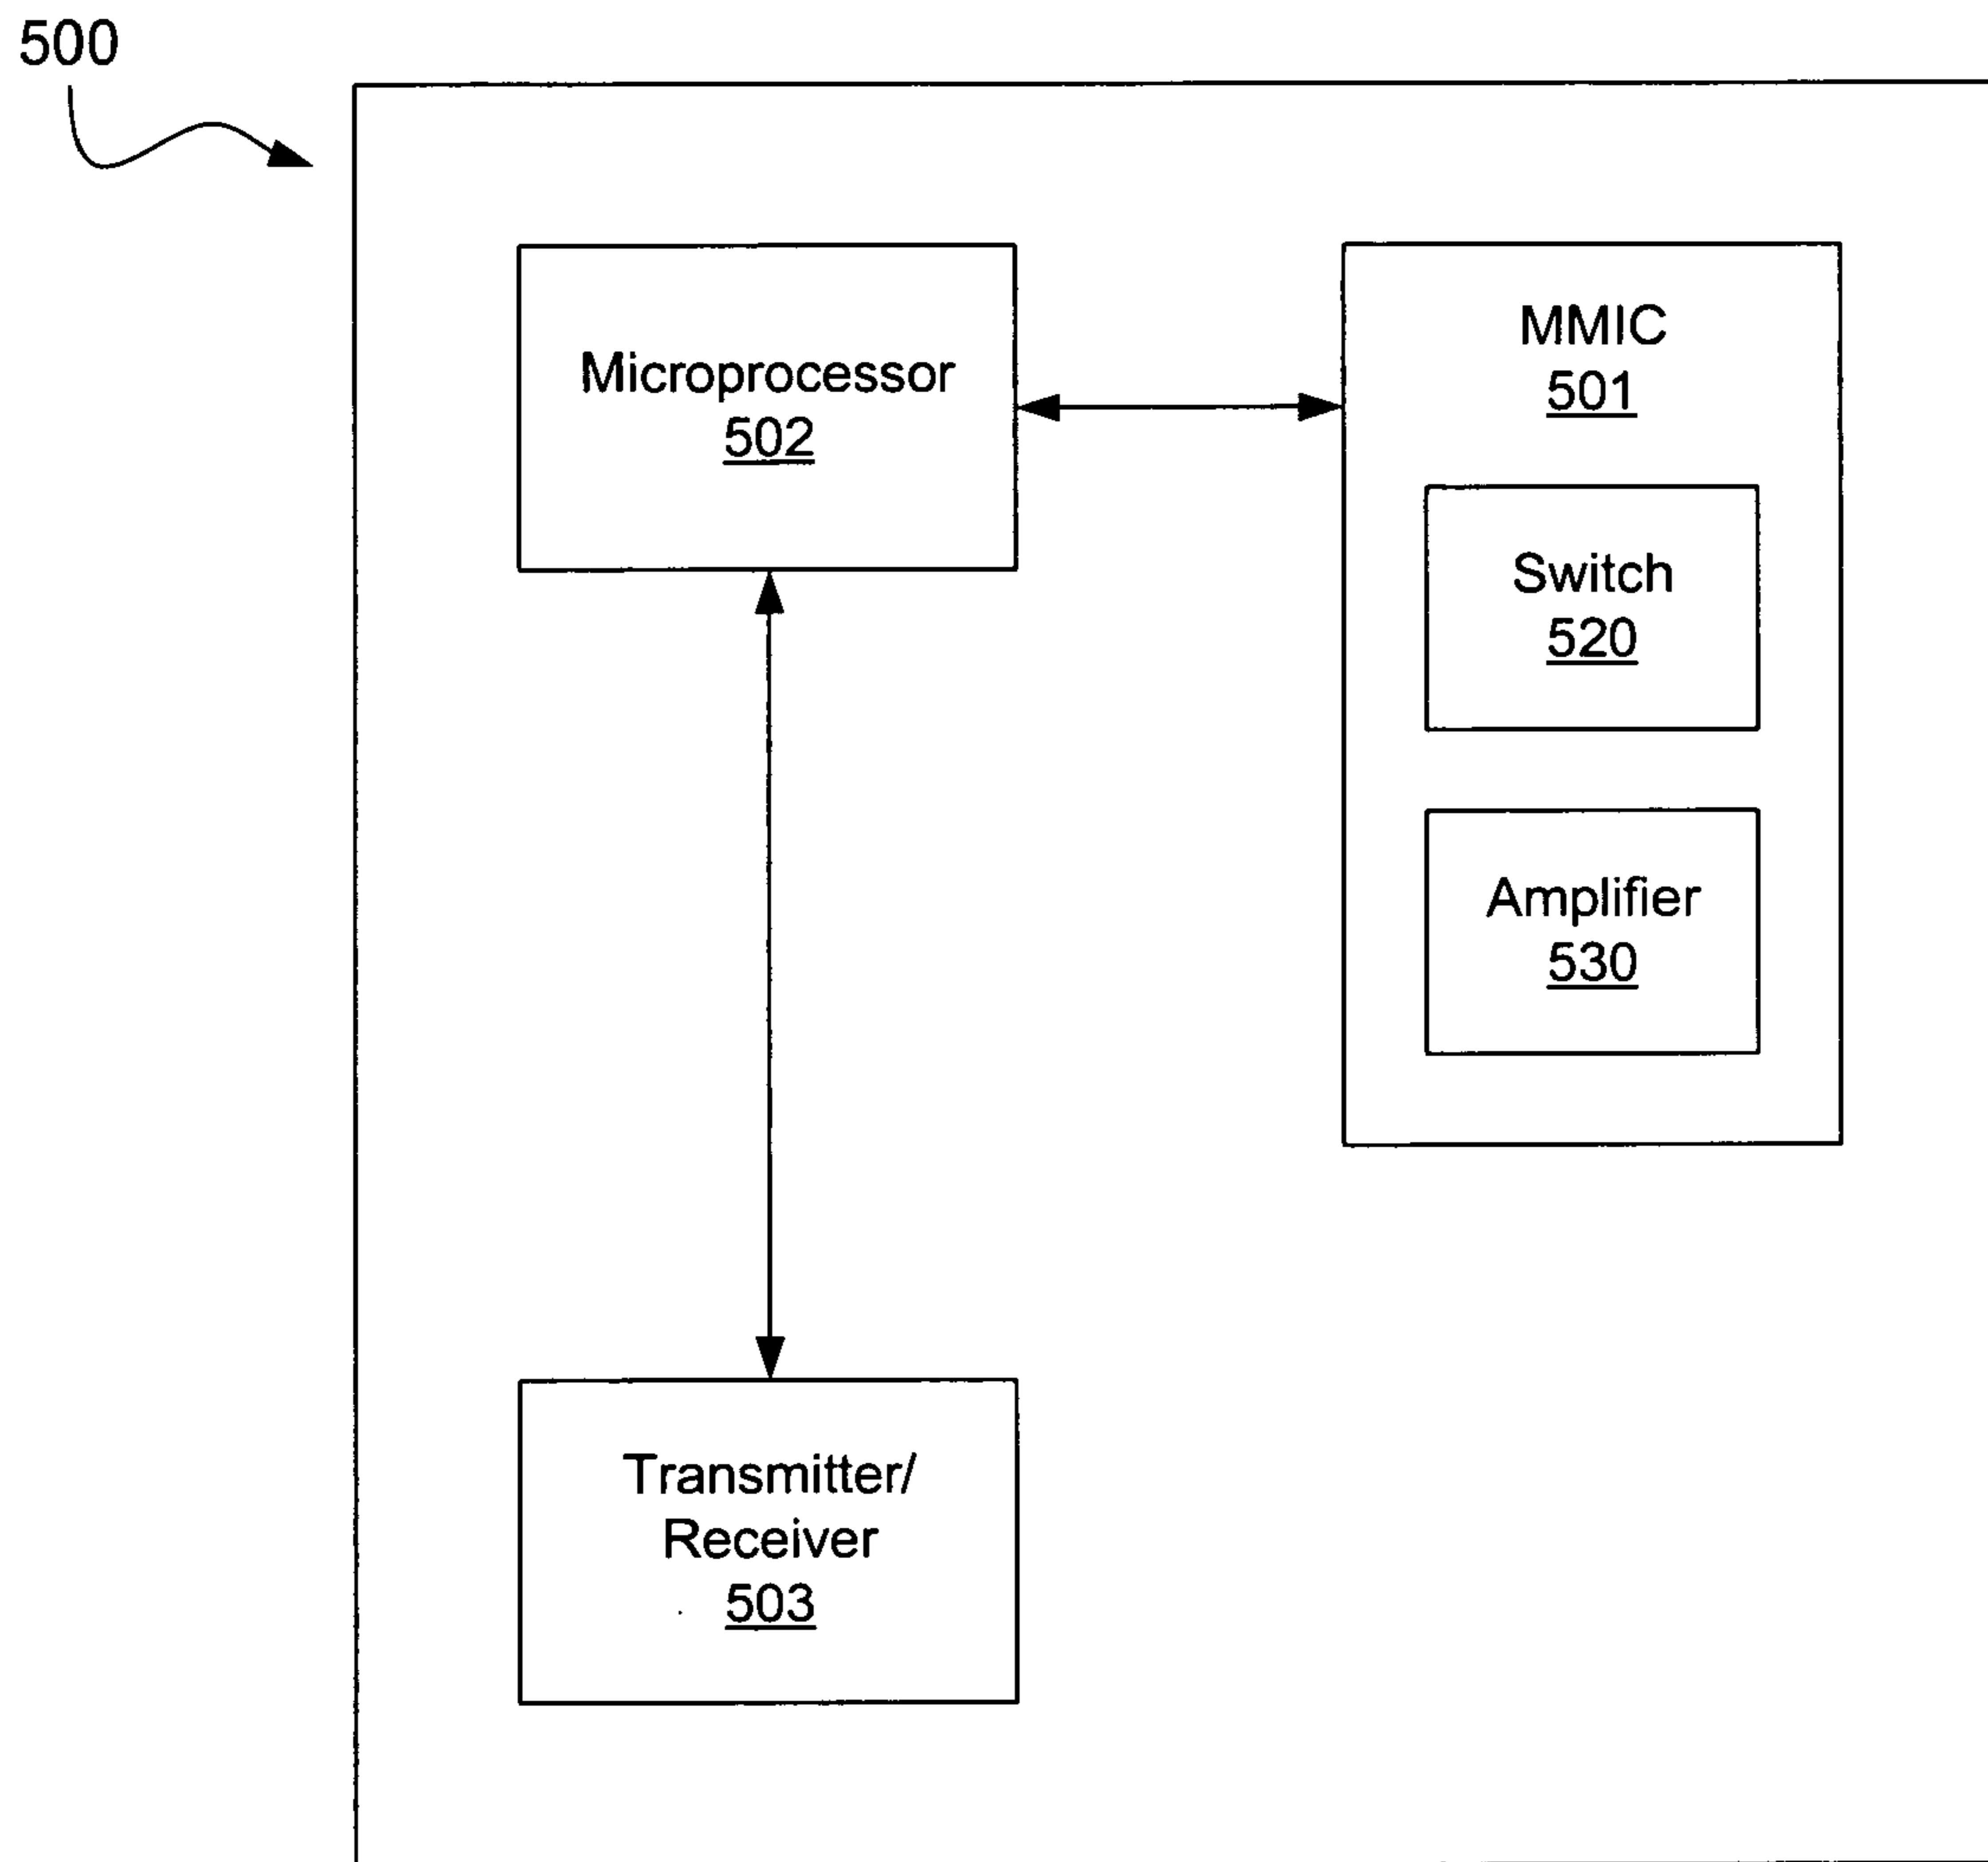 500
Microprocessor
502
MMIC
501
Switch
520
Amplifier
530
Transmitter/
Receiver
503